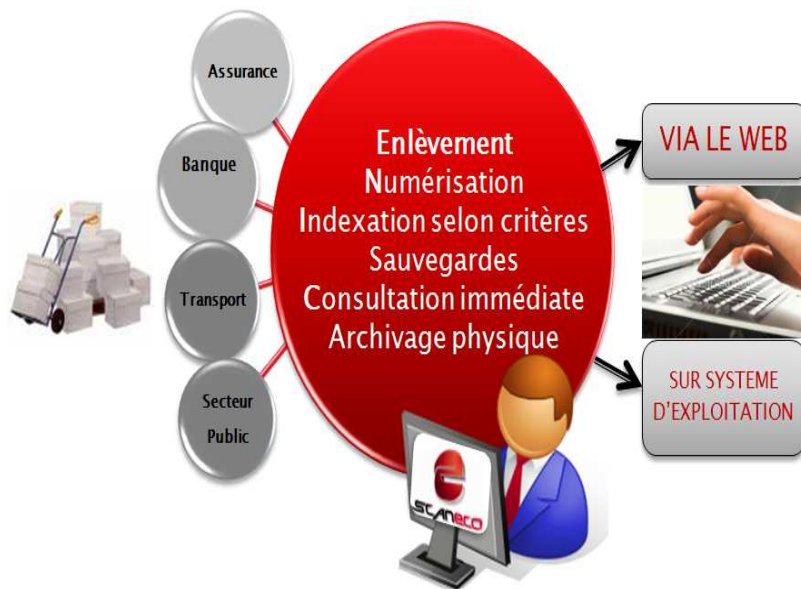 Assurance
Banque
Transport
Secteur
Public
Enlèvement
Numérisation
Indexation selon critères
Sauvegardes
Consultation immédiate
Archivage physique
scaneco
VIA LE WEB
SUR SYSTEME
D'EXPLOITATION